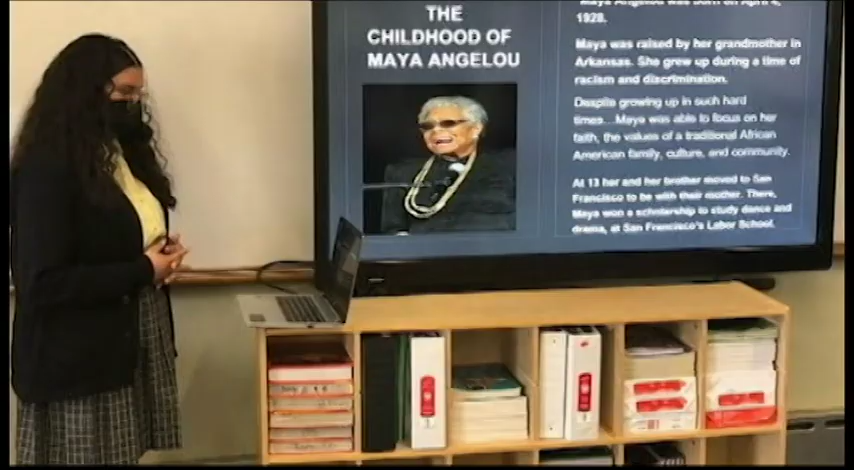 THE
CHILDHOOD OF
MAYA ANGELOU
Maya Angelou was born on April 4,
1928.
Maya was raised by her grandmother in
Arkansas. She grew up during a time of
racism and discrimination.
Despite growing up in such hard
times... Maya was able to focus on her
faith, the values of a traditional African
American family, culture, and community.
At 13 her and her brother moved to San
Francisco to be with their mother. There,
Maya won a scholarship to study dance and
drama, at San Francisco's Labor School.